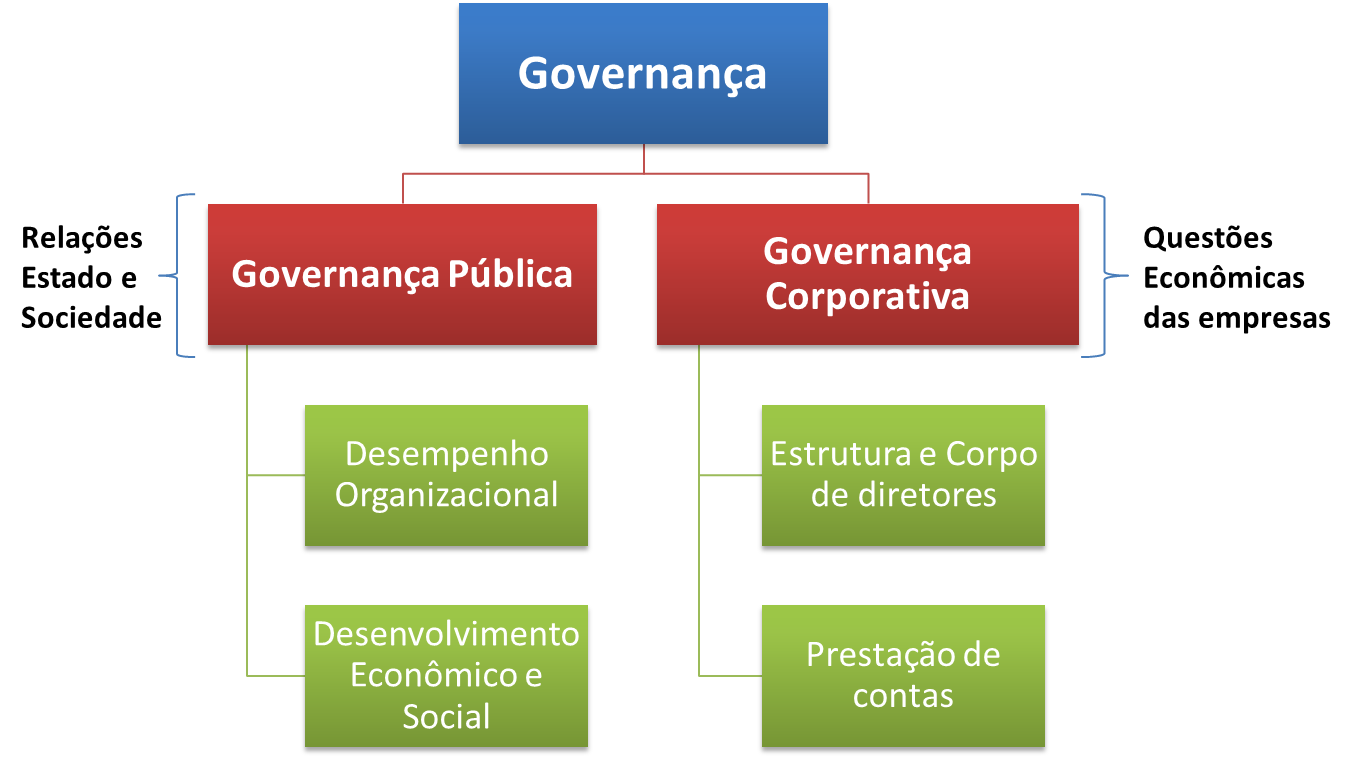 Governança
Relações
Estado e
Sociedade
Governança Pública
Governança
Corporativa
Questões
Econômicas
das empresas
Desempenho
Organizacional
Estrutura e Corpo
de diretores
Desenvolvimento
Econômico e
Social
Prestação de
contas